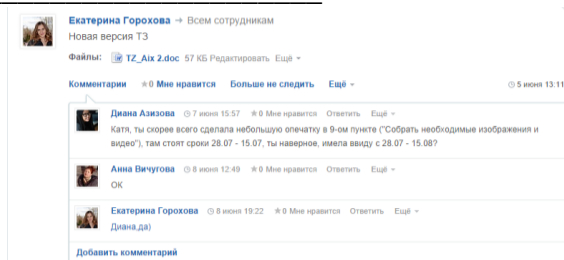 Екатерина Горохова → Всем сотрудникам
Новая версия ТЗ
Файлы: TZ_Aix 2.doc 57 КБ Редактировать Ещё
Комментарии ★0 Мне нравится Больше не следить Ещё 5 июня 13:11
Диана Азизова 7 июня 15:57 ★0 Мне нравится Ответить Ещё
Катя, ты скорее всего сделала небольшую опечатку в 9-ом пункте ("Собрать необходимые изображения и
видео"), там стоят сроки 28.07 - 15.07, ты, наверное, имела ввиду с 28.07 - 15.08?
Анна Вичугова 8 июня 12:49 ★0 Мне нравится Ответить Ещё
ОК
Екатерина Горохова 8 июня 19:22 ★0 Мне нравится Ответить Ещё
Диана,да)
Добавить комментарий